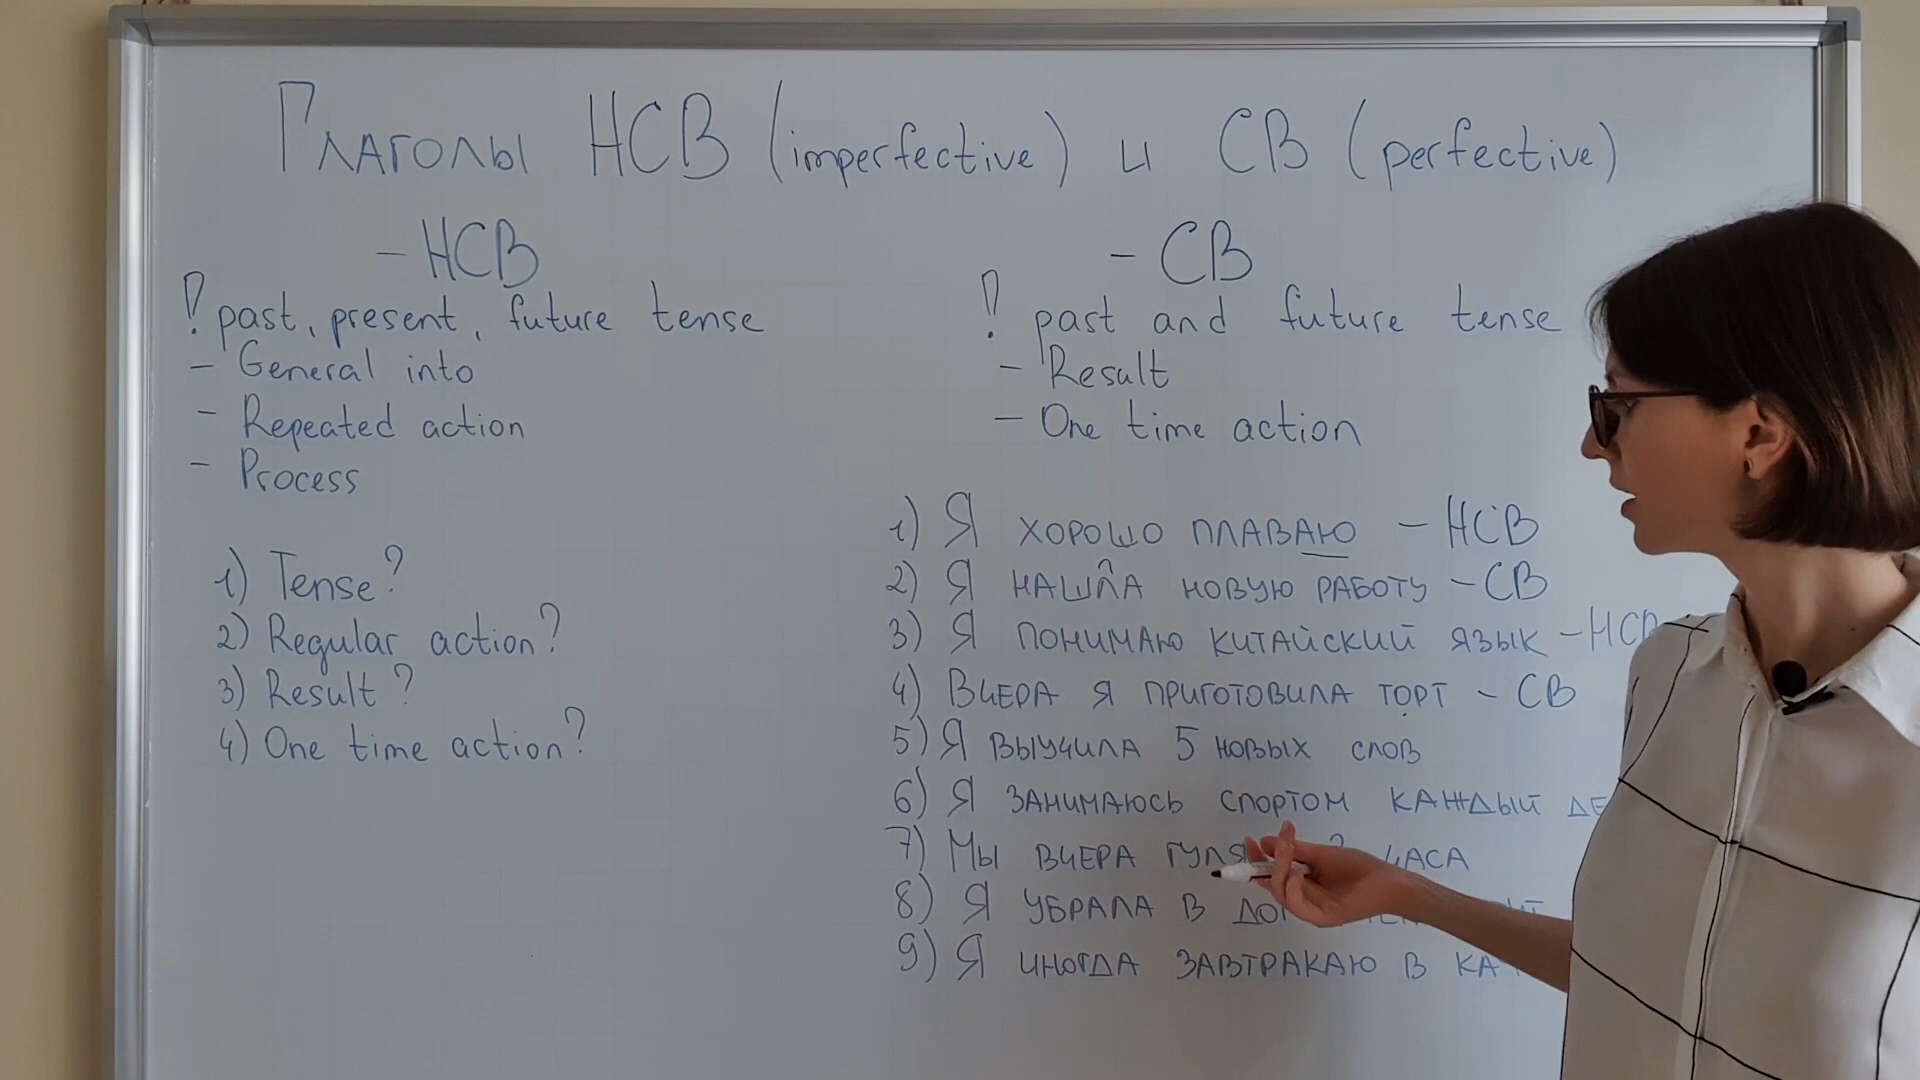 Глаголы НСВ (imperfective) и СВ (perfective)
- НСВ
! past, present, future tense
- General into
- Repeated action
- Process
1) Tense?
2) Regular action?
3) Result?
4) One time action?
- СВ
! past and future tense
- Result
- One time action
1) Я хорошо плаваю - НСВ
2) Я нашла новую работу - СВ
3) Я понимаю китайский язык - НСВ
4) Вчера я приготовила торт - СВ
5) Я выучила 5 новых слов
6) Я занимаюсь спортом каждый
7) Мы вчера часа
8) Я убрала в
9) Я иногда завтракаю в